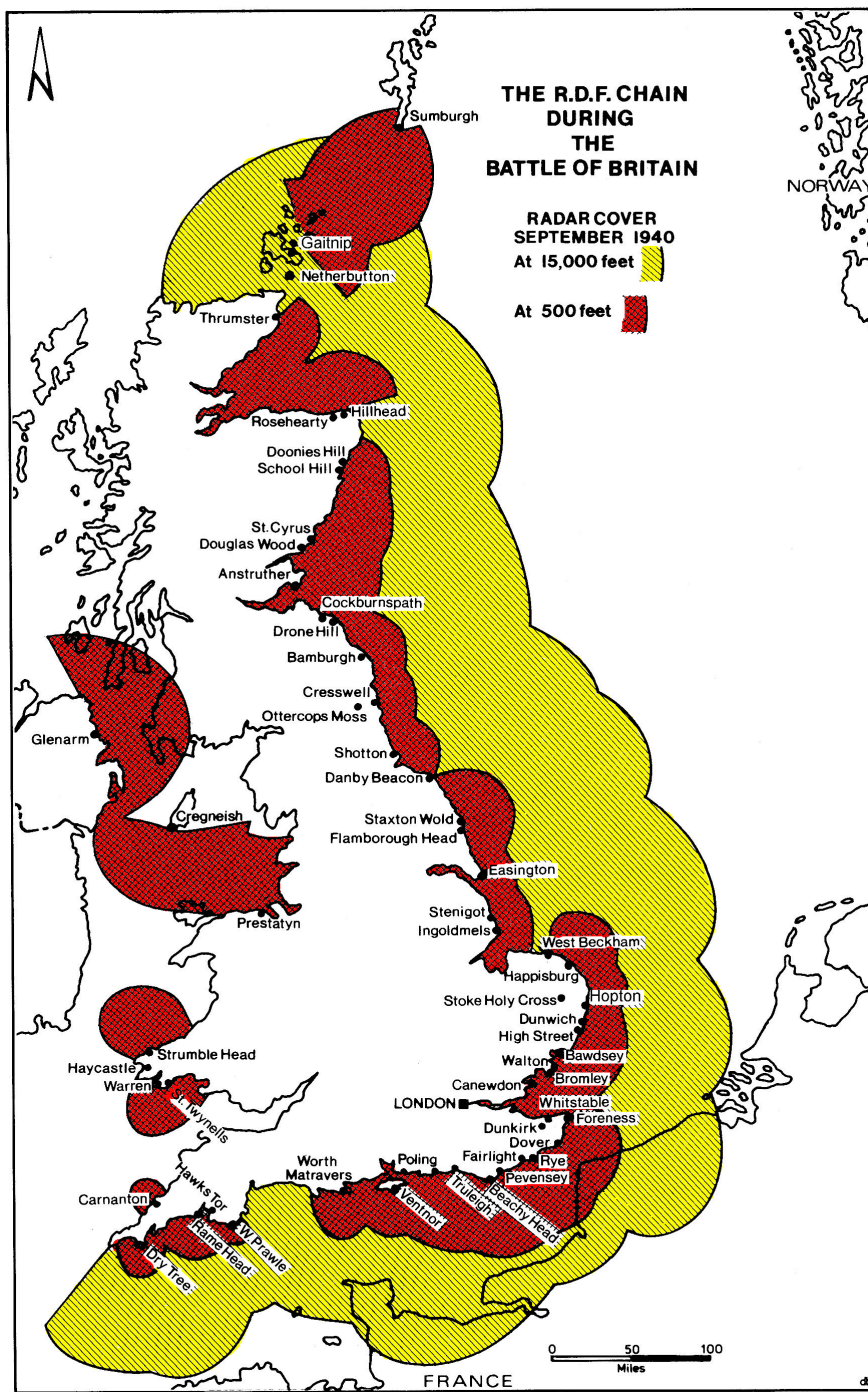 N
THE R.D.F. CHAIN
DURING
THE
BATTLE OF BRITAIN
RADAR COVER
SEPTEMBER 1940
At 15,000 feet
At 500 feet
NORWAY
Sumburgh
Gaitnip
Netherbutton
Thrumster
Hillhead
Rosehearty
Doonies Hill
School Hill
St. Cyrus
Douglas Wood
Anstruther
Cockburnspath
Drone Hill
Bamburgh
Cresswell
Ottercops Moss
Glenarm
Shotton
Danby Beacon
Cregneish
Staxton Wold
Flamborough Head
Easington
Prestatyn
Stenigot
Ingoldmels
West Beckham
Happisburg
Stoke Holy Cross
Hopton
Dunwich
High Street
Strumble Head
Bawdsey
Walton
Haycastle
Bromley
Warren
Canewdon
St. Twynells
LONDON
Whitstable
Foreness
Dunkirk
Dover
Fairlight
Rye
Worth
Matravers
Poling
Pevensey
Ventnor
Truleigh
Beachy Head
Carnanton
Hawks Tor
Rame Head
W. Prawle
Dry Tree
0 50 100
Miles
FRANCE